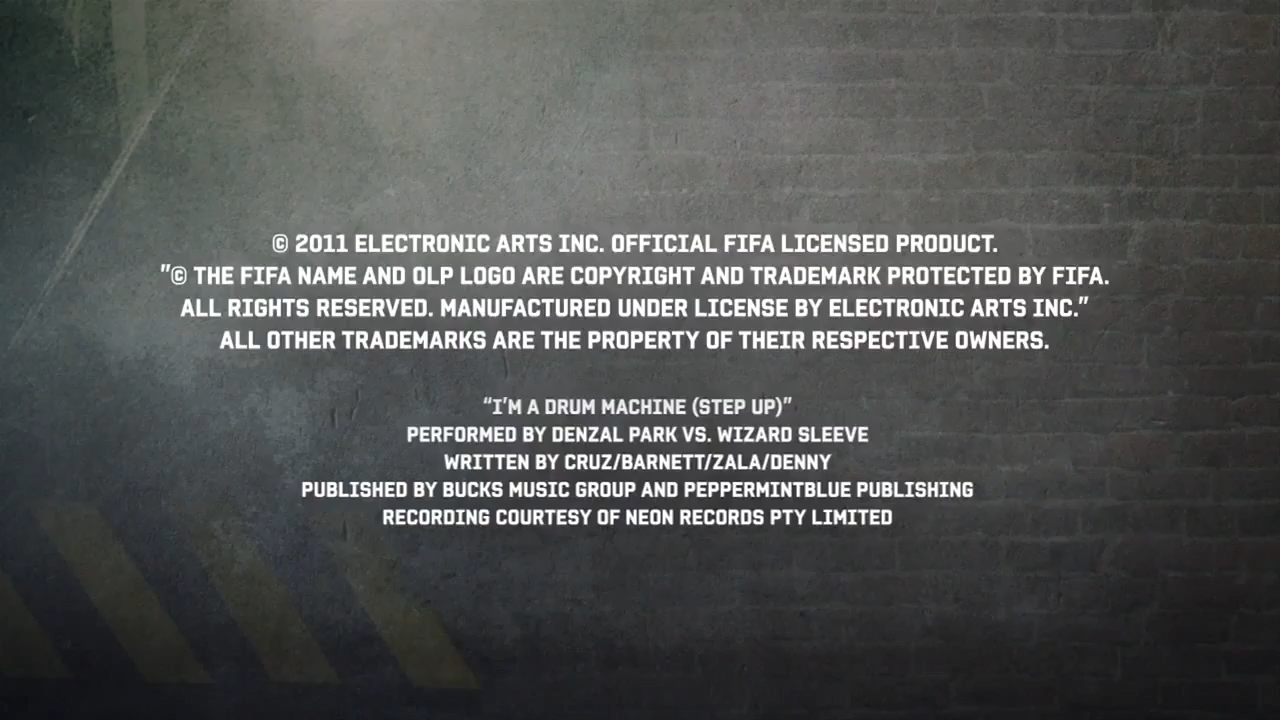 © 2011 ELECTRONIC ARTS INC. OFFICIAL FIFA LICENSED PRODUCT.
"© THE FIFA NAME AND OLP LOGO ARE COPYRIGHT AND TRADEMARK PROTECTED BY FIFA.
ALL RIGHTS RESERVED. MANUFACTURED UNDER LICENSE BY ELECTRONIC ARTS INC."
ALL OTHER TRADEMARKS ARE THE PROPERTY OF THEIR RESPECTIVE OWNERS.
“I'M A DRUM MACHINE (STEP UP)”
PERFORMED BY DENZAL PARK VS. WIZARD SLEEVE
WRITTEN BY CRUZ/BARNETT/ZALA/DENNY
PUBLISHED BY BUCKS MUSIC GROUP AND PEPPERMINTBLUE PUBLISHING
RECORDING COURTESY OF NEON RECORDS PTY LIMITED